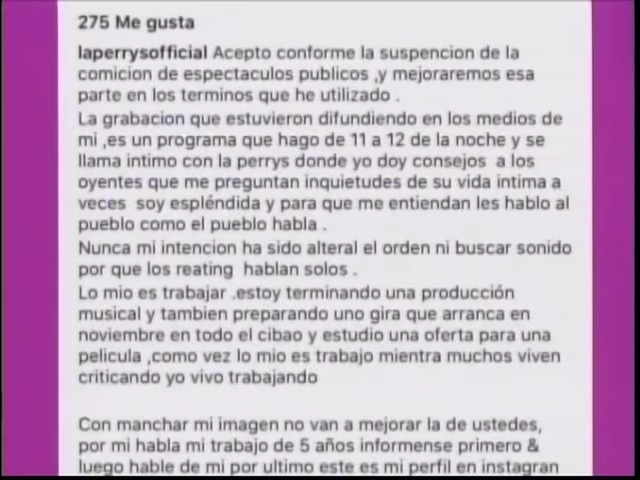 275 Me gusta
laperrysofficial Acepto conforme la suspencion de la
comicion de espectaculos publicos ,y mejoraremos esa
parte en los terminos que he utilizado .
La grabacion que estuvieron difundiendo en los medios de
mi ,es un programa que hago de 11 a 12 de la noche y se
llama intimo con la perrys donde yo doy consejos a los
oyentes que me preguntan inquietudes de su vida intima a
veces soy espléndida y para que me entiendan les hablo al
pueblo como el pueblo habla .
Nunca mi intencion ha sido alteral el orden ni buscar sonido
por que los reating hablan solos .
Lo mio es trabajar .estoy terminando una producción
musical y tambien preparando uno gira que arranca en
noviembre en todo el cibao y estudio una oferta para una
pelicula ,como vez lo mio es trabajo mientra muchos viven
criticando yo vivo trabajando
Con manchar mi imagen no van a mejorar la de ustedes,
por mi habla mi trabajo de 5 años informense primero &
luego hable de mi por ultimo este es mi perfil en instagran